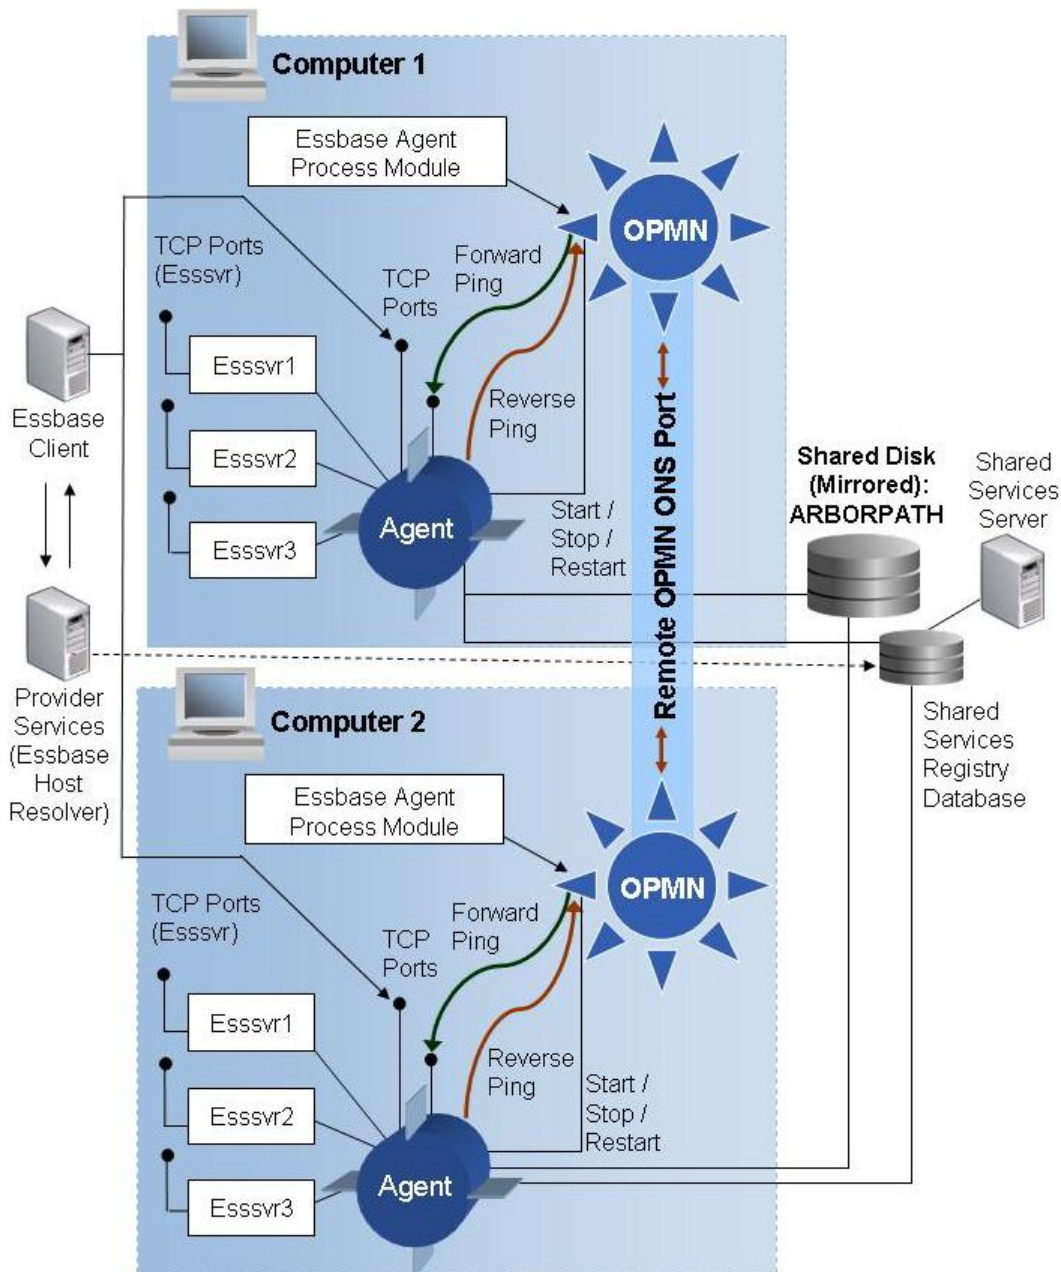 Computer 1
Essbase Agent
Process Module
OPMN
TCP Ports
(Esssvr)
TCP
Ports
Forward
Ping
Esssvr1
Esssvr2
Esssvr3
Reverse
Ping
Agent
Start /
Stop /
Restart
Essbase
Client
Provider
Services
(Essbase
Host
Resolver)
Remote OPMN ONS Port
Shared Disk
(Mirrored):
ARBORPATH
Shared
Services
Server
Shared
Services
Registry
Database
Computer 2
Essbase Agent
Process Module
OPMN
TCP Ports
(Esssvr)
TCP
Ports
Forward
Ping
Esssvr1
Esssvr2
Esssvr3
Reverse
Ping
Agent
Start /
Stop /
Restart